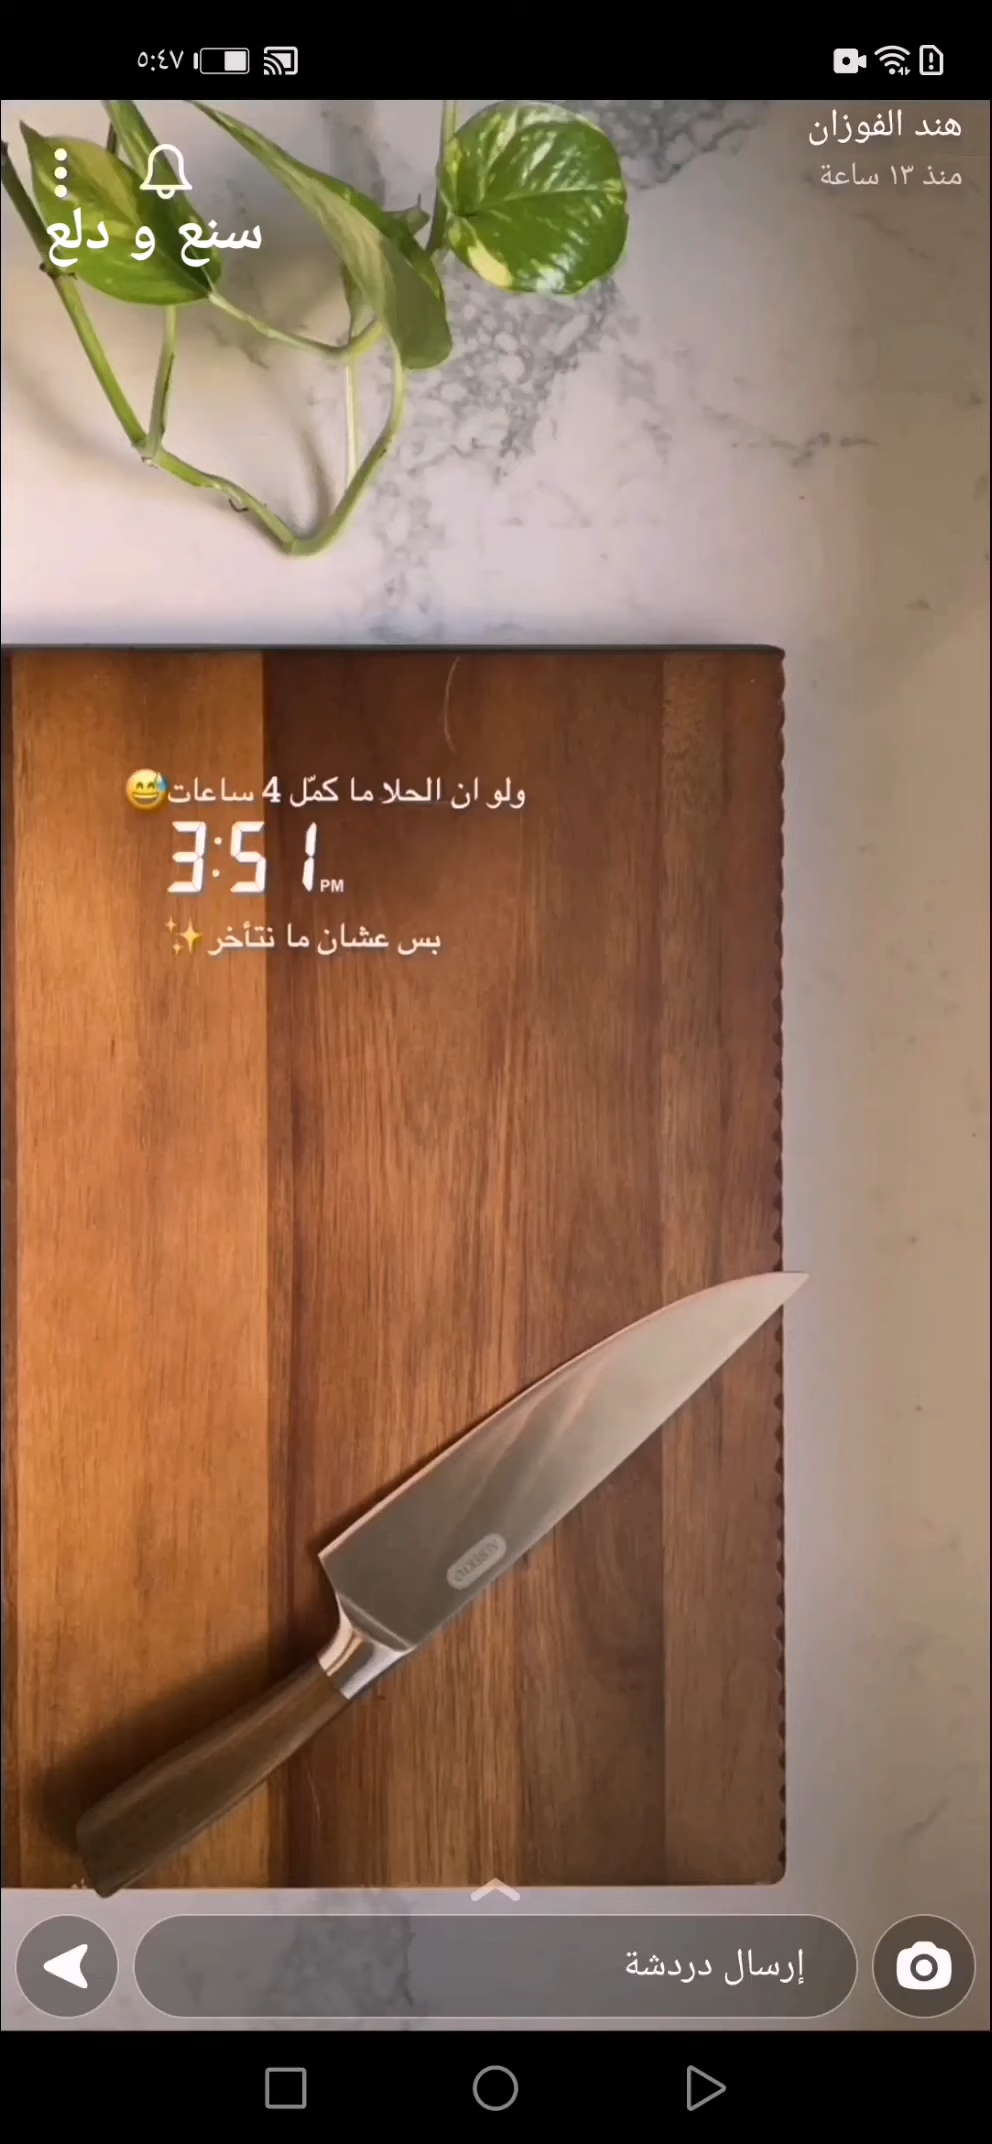 ٥:٤٧
هند الفوزان
منذ ١٣ ساعة
سنع و دلع
ولو ان الحلا ما كمّل 4 ساعات😅
3:51 PM
بس عشان ما نتأخر ✨
إرسال دردشة